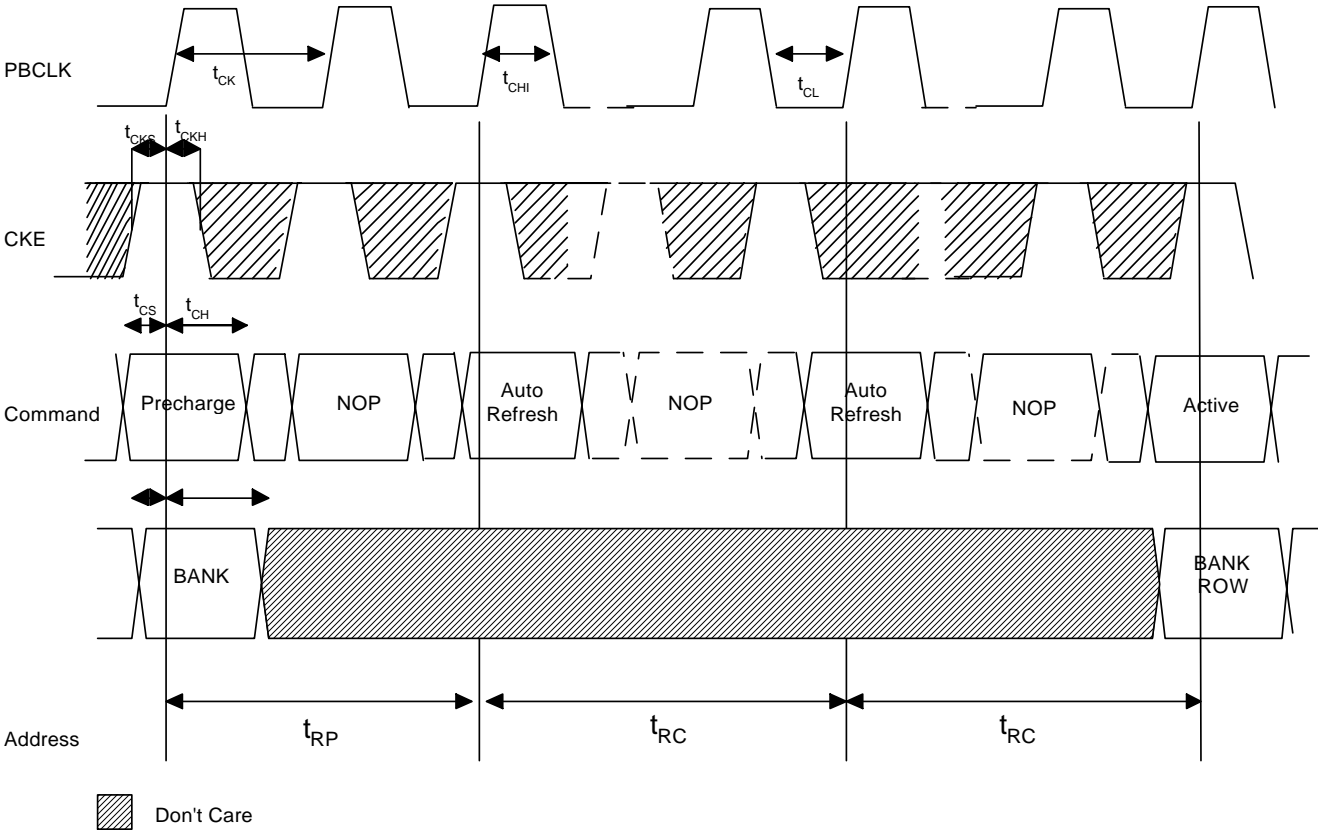 PBCLK
tCK
tCHI
tCL
tCKS
tCKH
CKE
tCS
tCH
Command
Precharge
NOP
Auto
Refresh
NOP
Auto
Refresh
NOP
Active
BANK
BANK
ROW
tRP
tRC
tRC
Address
Don't Care